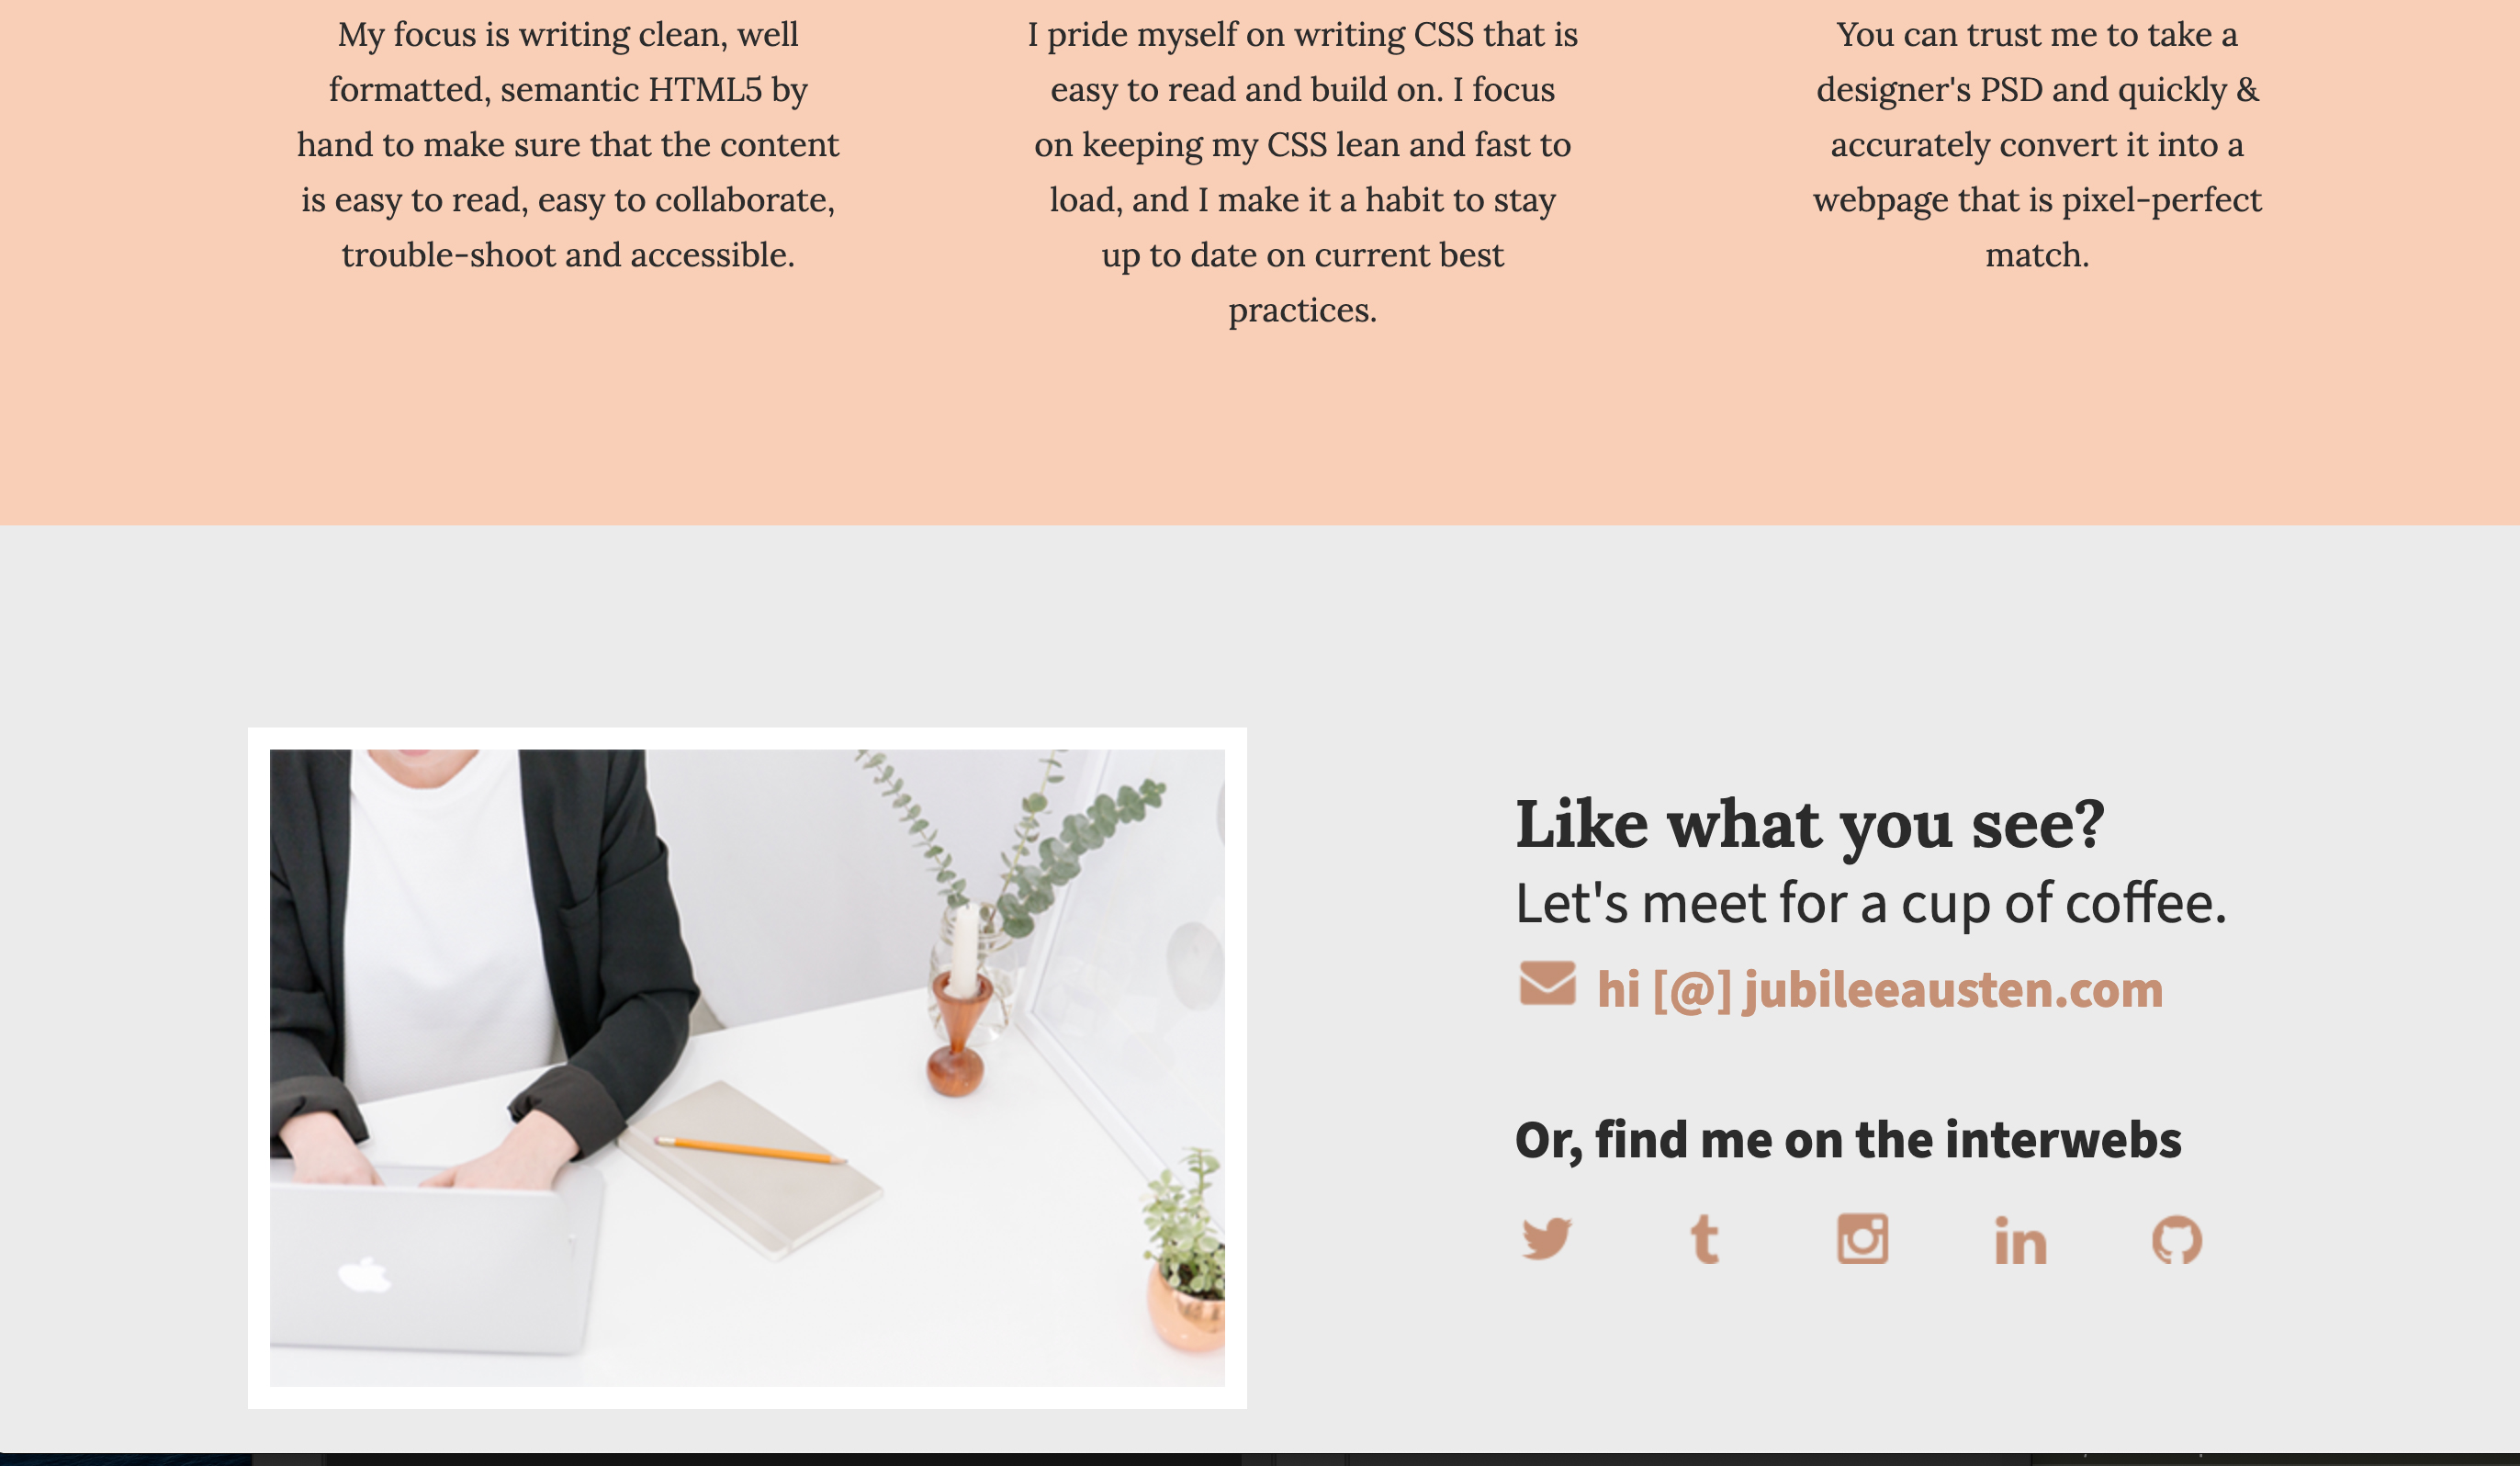 My focus is writing clean, well
formatted, semantic HTML5 by
hand to make sure that the content
is easy to read, easy to collaborate,
trouble-shoot and accessible.
I pride myself on writing CSS that is
easy to read and build on. I focus
on keeping my CSS lean and fast to
load, and I make it a habit to stay
up to date on current best
practices.
You can trust me to take a
designer's PSD and quickly &
accurately convert it into a
webpage that is pixel-perfect
match.
Like what you see?
Let's meet for a cup of coffee.
hi [@] jubileeausten.com
Or, find me on the interwebs